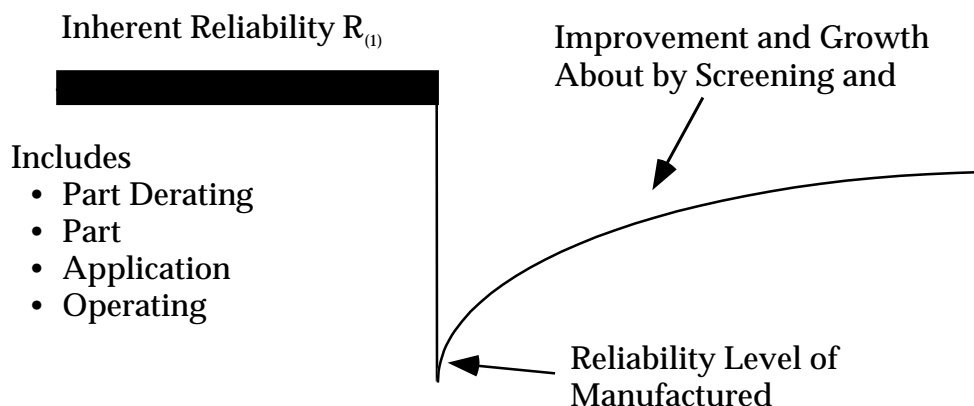 Inherent Reliability R(1)
Improvement and Growth
About by Screening and
Includes
• Part Derating
• Part
• Application
• Operating
Reliability Level of
Manufactured